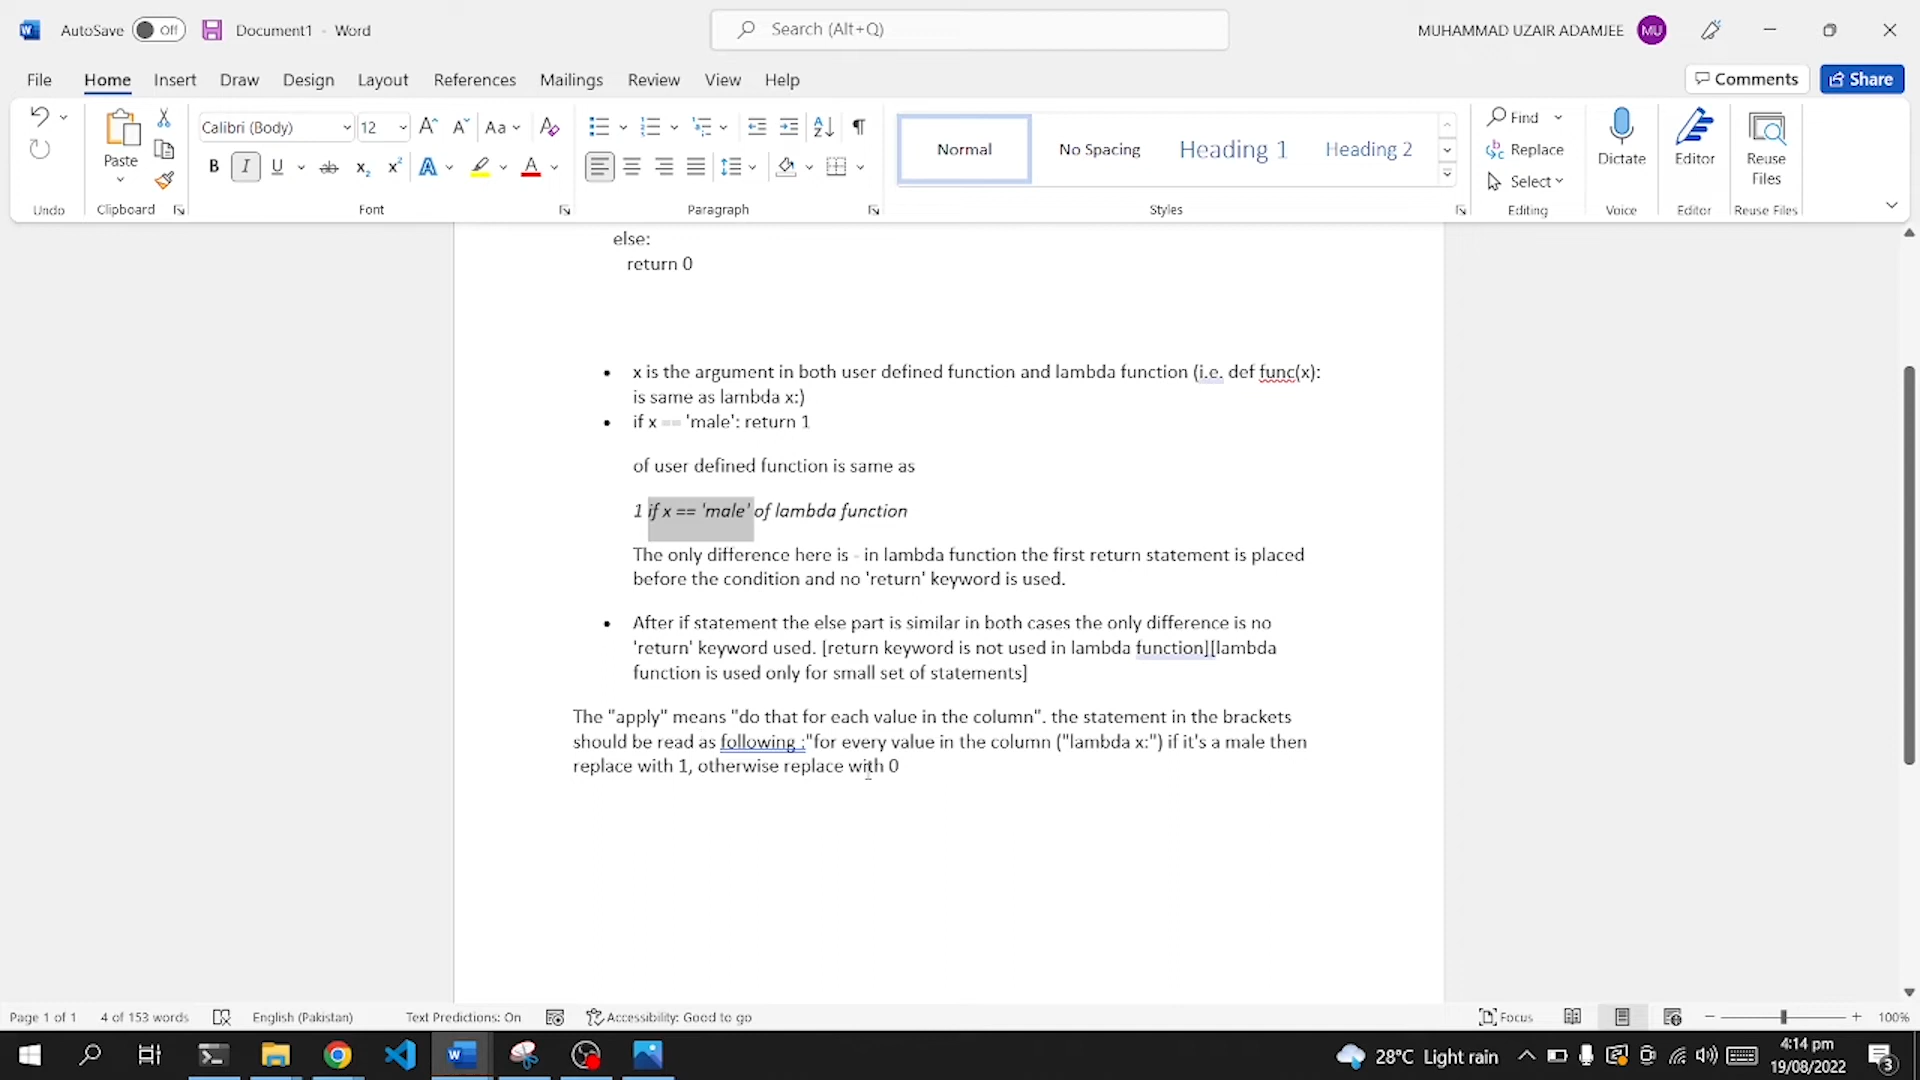 AutoSave Off Document1 - Word
Search (Alt+Q)
MUHAMMAD UZAIR ADAMJEE MU
File Home Insert Draw Design Layout References Mailings Review View Help
Comments Share
Paste
Calibri (Body) 12
Normal No Spacing Heading 1 Heading 2
Find
Replace
Select
Dictate
Editor
Reuse
Files
Undo Clipboard Font Paragraph Styles Editing Voice Editor Reuse Files
else:
return 0
• x is the argument in both user defined function and lambda function (i.e. def func(x):
is same as lambda x:)
• if x == 'male': return 1
of user defined function is same as
1 if x == 'male' of lambda function
The only difference here is - in lambda function the first return statement is placed
before the condition and no 'return' keyword is used.
• After if statement the else part is similar in both cases the only difference is no
'return' keyword used. [return keyword is not used in lambda function][lambda
function is used only for small set of statements]
The "apply" means "do that for each value in the column". the statement in the brackets
should be read as following :"for every value in the column ("lambda x:") if it's a male then
replace with 1, otherwise replace with 0
Page 1 of 1 4 of 153 words English (Pakistan) Text Predictions: On Accessibility: Good to go
Focus 100%
28°C Light rain
4:14 pm
19/08/2022
3